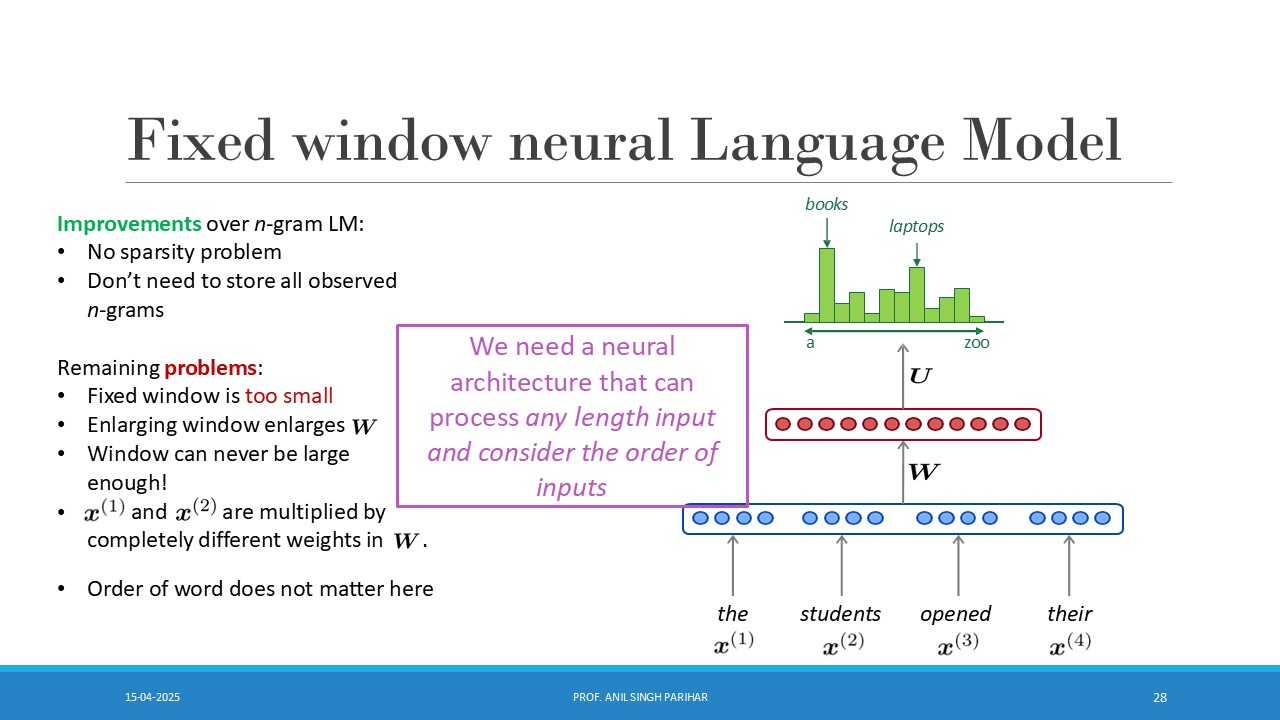 Fixed window neural Language Model
Improvements over n-gram LM:
• No sparsity problem
• Don’t need to store all observed
n-grams
Remaining problems:
• Fixed window is too small
• Enlarging window enlarges W
• Window can never be large
enough!
• x(1) and x(2) are multiplied by
completely different weights in W.
• Order of word does not matter here
We need a neural
architecture that can
process any length input
and consider the order of
inputs
books
laptops
a zoo
U
W
the students opened their
x(1) x(2) x(3) x(4)
15-04-2025 PROF. ANIL SINGH PARIHAR 28